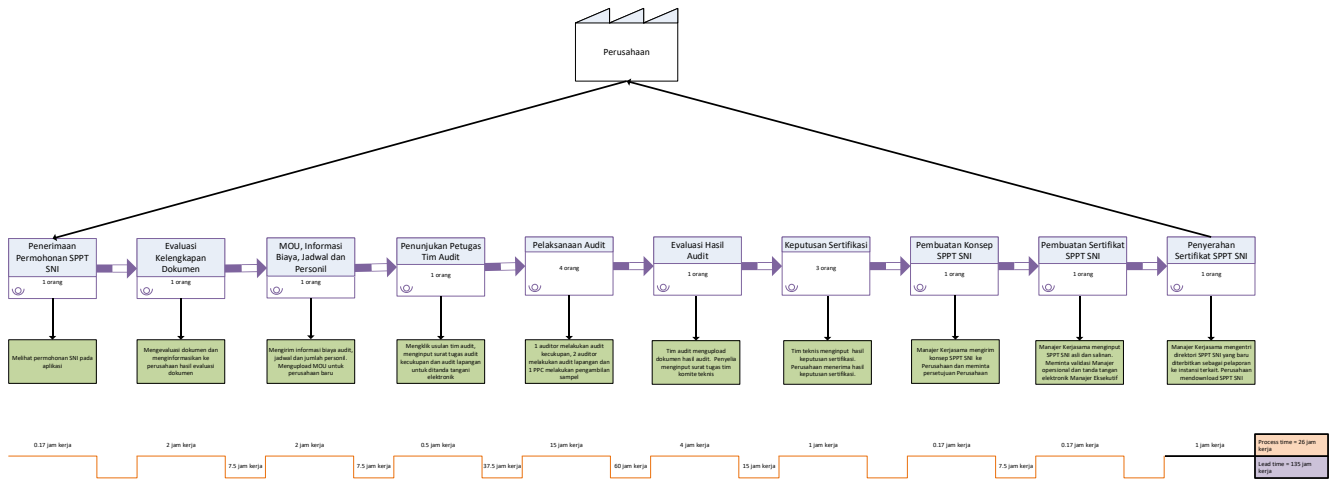 Perusahaan
Penerimaan
Permohonan SPPT
SNI
1 orang
Evaluasi
Kelengkapan
Dokumen
1 orang
MOU, Informasi
Biaya, Jadwal dan
Personil
1 orang
Penunjukan Petugas
Tim Audit
1 orang
Pelaksanaan Audit
4 orang
Evaluasi Hasil
Audit
1 orang
Keputusan Sertifikasi
3 orang
Pembuatan Konsep
SPPT SNI
1 orang
Pembuatan Sertifikat
SPPT SNI
1 orang
Penyerahan
Sertifikat SPPT SNI
1 orang
Melihat permohonan SNI pada
aplikasi
Mengevaluasi dokumen dan
menginformasikan ke
perusahaan hasil evaluasi
dokumen
Mengirim informasi biaya audit,
jadwal dan jumlah personil.
Mengupload MOU untuk
perusahaan baru
Mengklik usulan tim audit,
menginput surat tugas audit
kecukupan dan audit lapangan
untuk ditanda tangani
elektronik
1 auditor melakukan audit
kecukupan, 2 auditor
melakukan audit lapangan dan
1 PPC melakukan pengambilan
sampel
Tim audit mengupload
dokumen hasil audit. Penyelia
menginput surat tugas tim
komite teknis
Tim teknis menginput hasil
keputusan sertifikasi.
Perusahaan menerima hasil
keputusan sertifikasi.
Manajer Kerjasama mengirim
konsep SPPT SNI ke
Perusahaan dan meminta
persetujuan Perusahaan
Manajer Kerjasama menginput
SPPT SNI asli dan salinan.
Meminta validasi Manajer
opersional dan tanda tangan
elektronik Manajer Eksekutif
Manajer Kerjasama mengentri
direktori SPPT SNI yang baru
diterbitkan sebagai pelaporan
ke instansi terkait. Perusahaan
mendownload SPPT SNI
0.17 jam kerja
2 jam kerja
2 jam kerja
0.5 jam kerja
15 jam kerja
4 jam kerja
1 jam kerja
0.17 jam kerja
0.17 jam kerja
1 jam kerja
Process time = 26 jam
kerja
7.5 jam kerja
7.5 jam kerja
37.5 jam kerja
60 jam kerja
15 jam kerja
7.5 jam kerja
Lead time = 135 jam
kerja